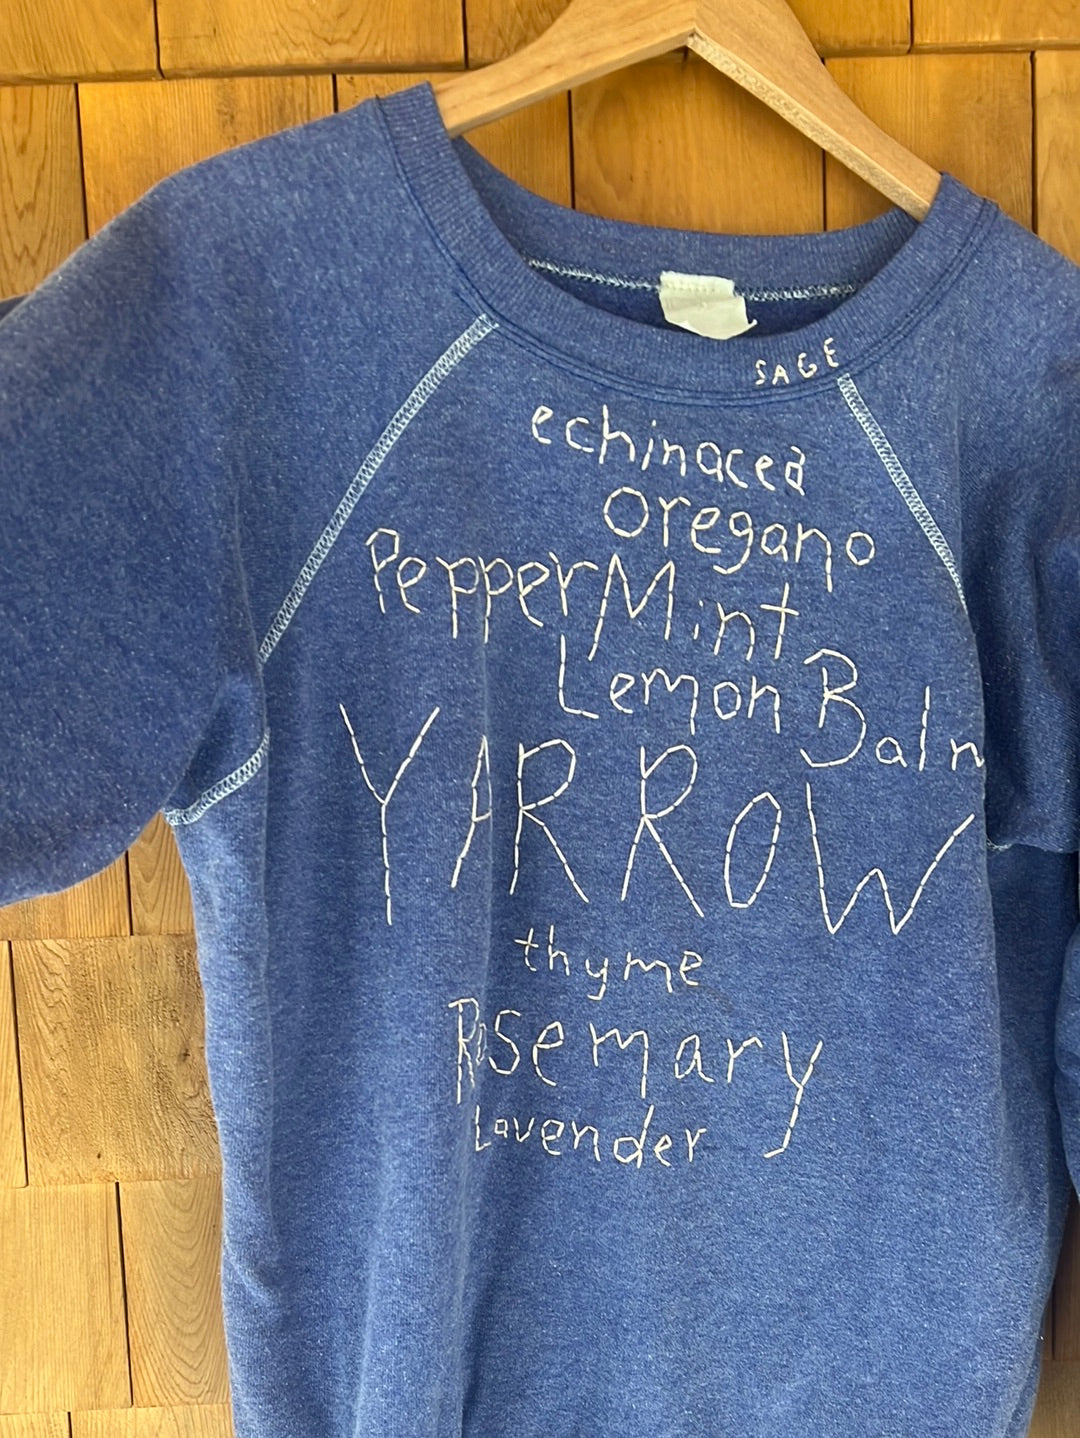 SAGE
echinacea
Oregano
PepperMint
Lemon Balm
YARROW
thyme
Rosemary
Lavender